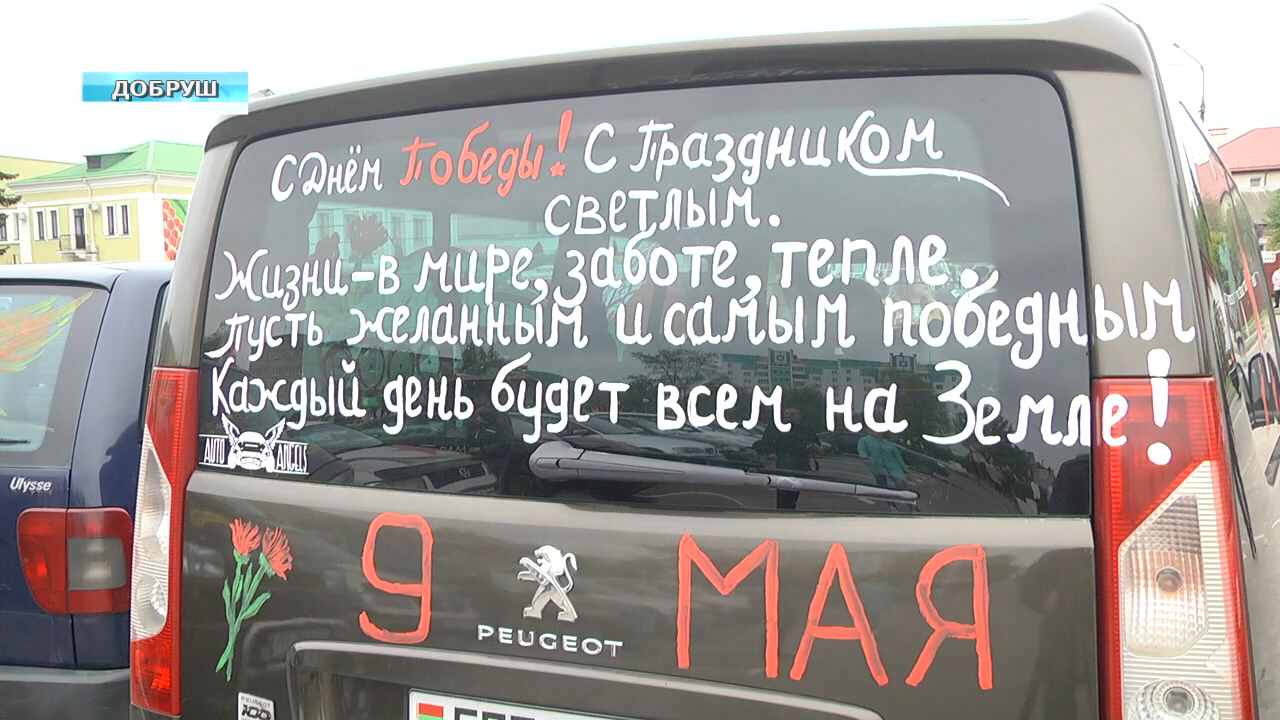 ДОБРУШ
С Днём Победы! С Праздником
светлым.
Жизни-в мире, заботе, тепле.
Пусть желанным и самым победным
Каждый день будет всем на Земле!
AUTO ANGELS
Ulysse
9 МАЯ
PEUGEOT
PEUGEOT